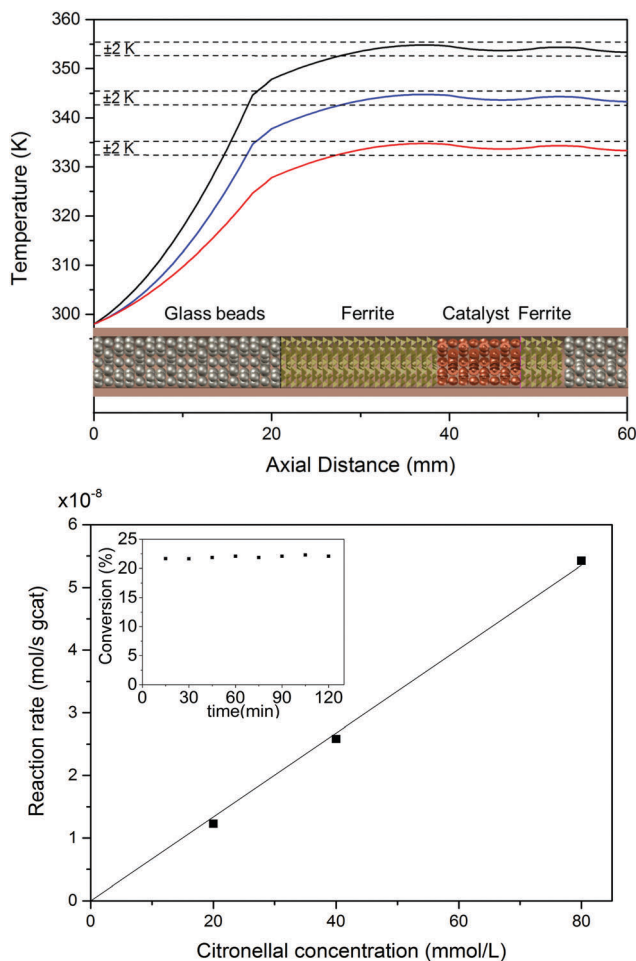 360
±2 K
350
±2 K
340
±2 K
330
320
310
300
Temperature (K)
Glass beads Ferrite Catalyst Ferrite
0 20 40 60
Axial Distance (mm)
x10⁻⁸
6
5
4
3
2
1
0
Reaction rate (mol/s gcat)
25
20
15
10
5
0
Conversion (%)
0 30 60 90 120
time(min)
0 20 40 60 80
Citronellal concentration (mmol/L)